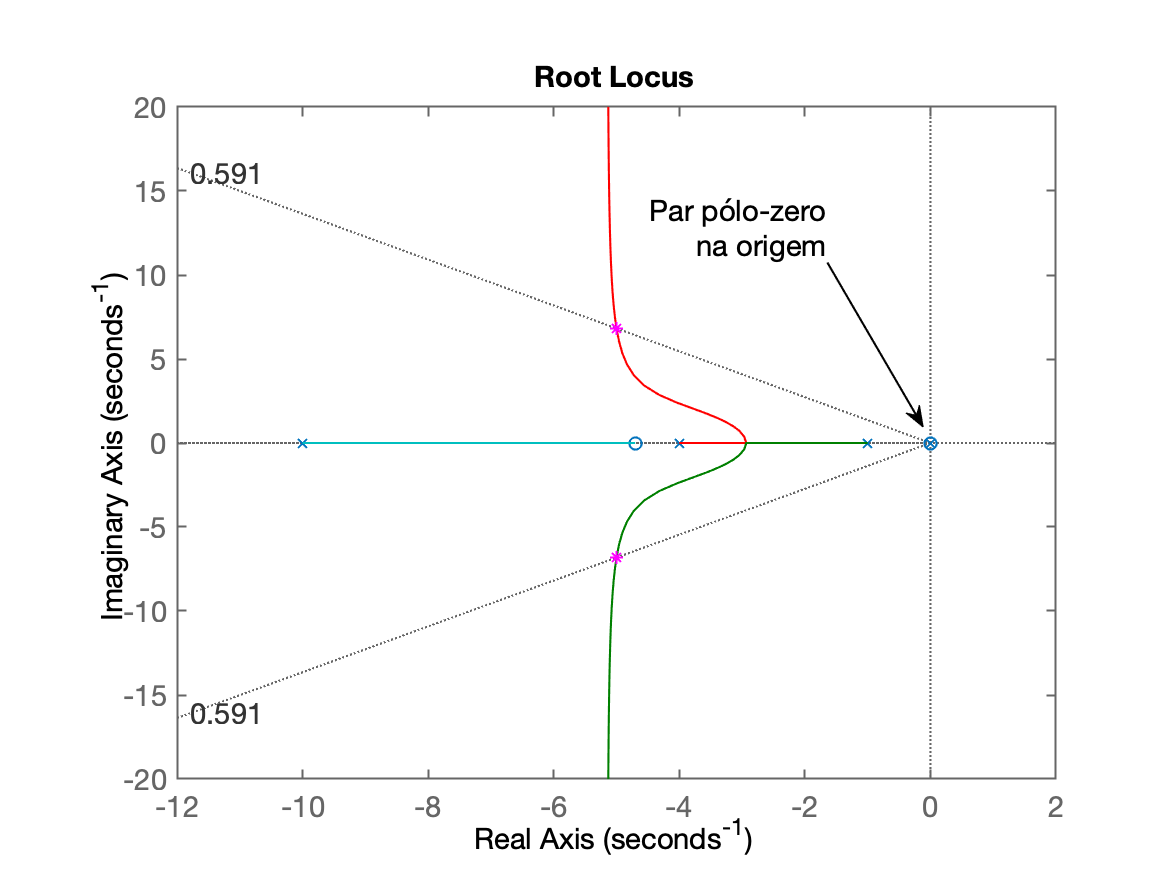 Root Locus
20
15
10
5
0
-5
-10
-15
-20
0.591
0.591
Par pólo-zero
na origem
Imaginary Axis (seconds-1)
-12 -10 -8 -6 -4 -2 0 2
Real Axis (seconds-1)